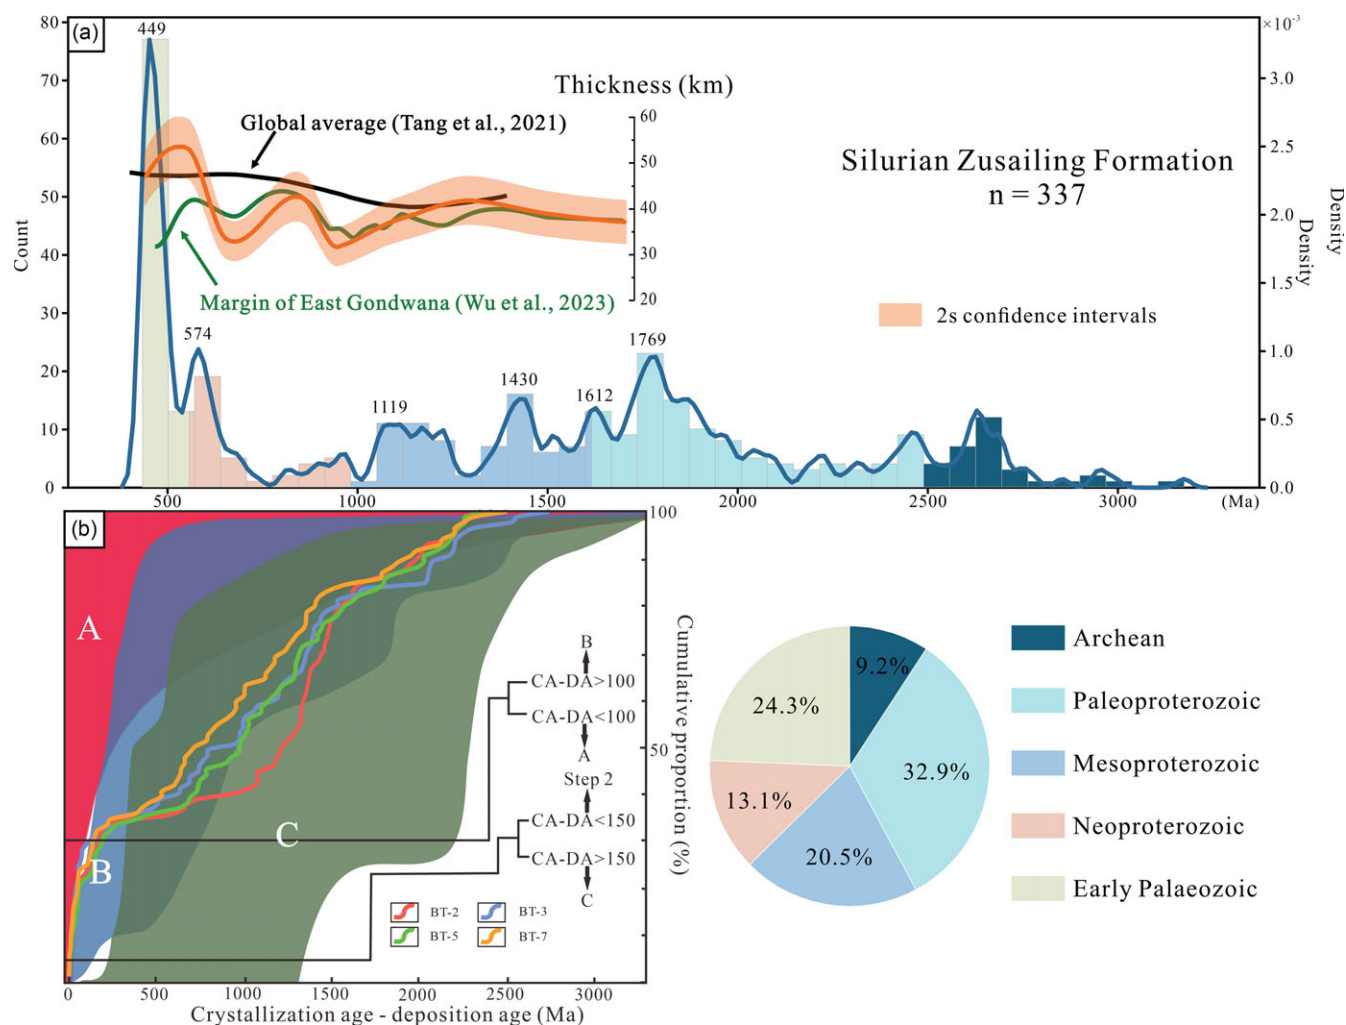 (a)
449
×10⁻³
80
70
60
50
40
30
20
10
0
Count
Thickness (km)
60
50
40
30
20
Global average (Tang et al., 2021)
Margin of East Gondwana (Wu et al., 2023)
Silurian Zusailing Formation
n = 337
2s confidence intervals
574
1119
1430
1612
1769
3.0
2.5
2.0
1.5
1.0
0.5
0.0
Density
Density
500
1000
1500
2000
2500
3000
(Ma)
(b)
A
B
C
100
50
Cumulative proportion (%)
B
CA-DA>100
CA-DA<100
A
Step 2
CA-DA<150
CA-DA>150
C
BT-2
BT-3
BT-5
BT-7
0
500
1000
1500
2000
2500
3000
Crystallization age - deposition age (Ma)
9.2%
32.9%
20.5%
13.1%
24.3%
Archean
Paleoproterozoic
Mesoproterozoic
Neoproterozoic
Early Palaeozoic